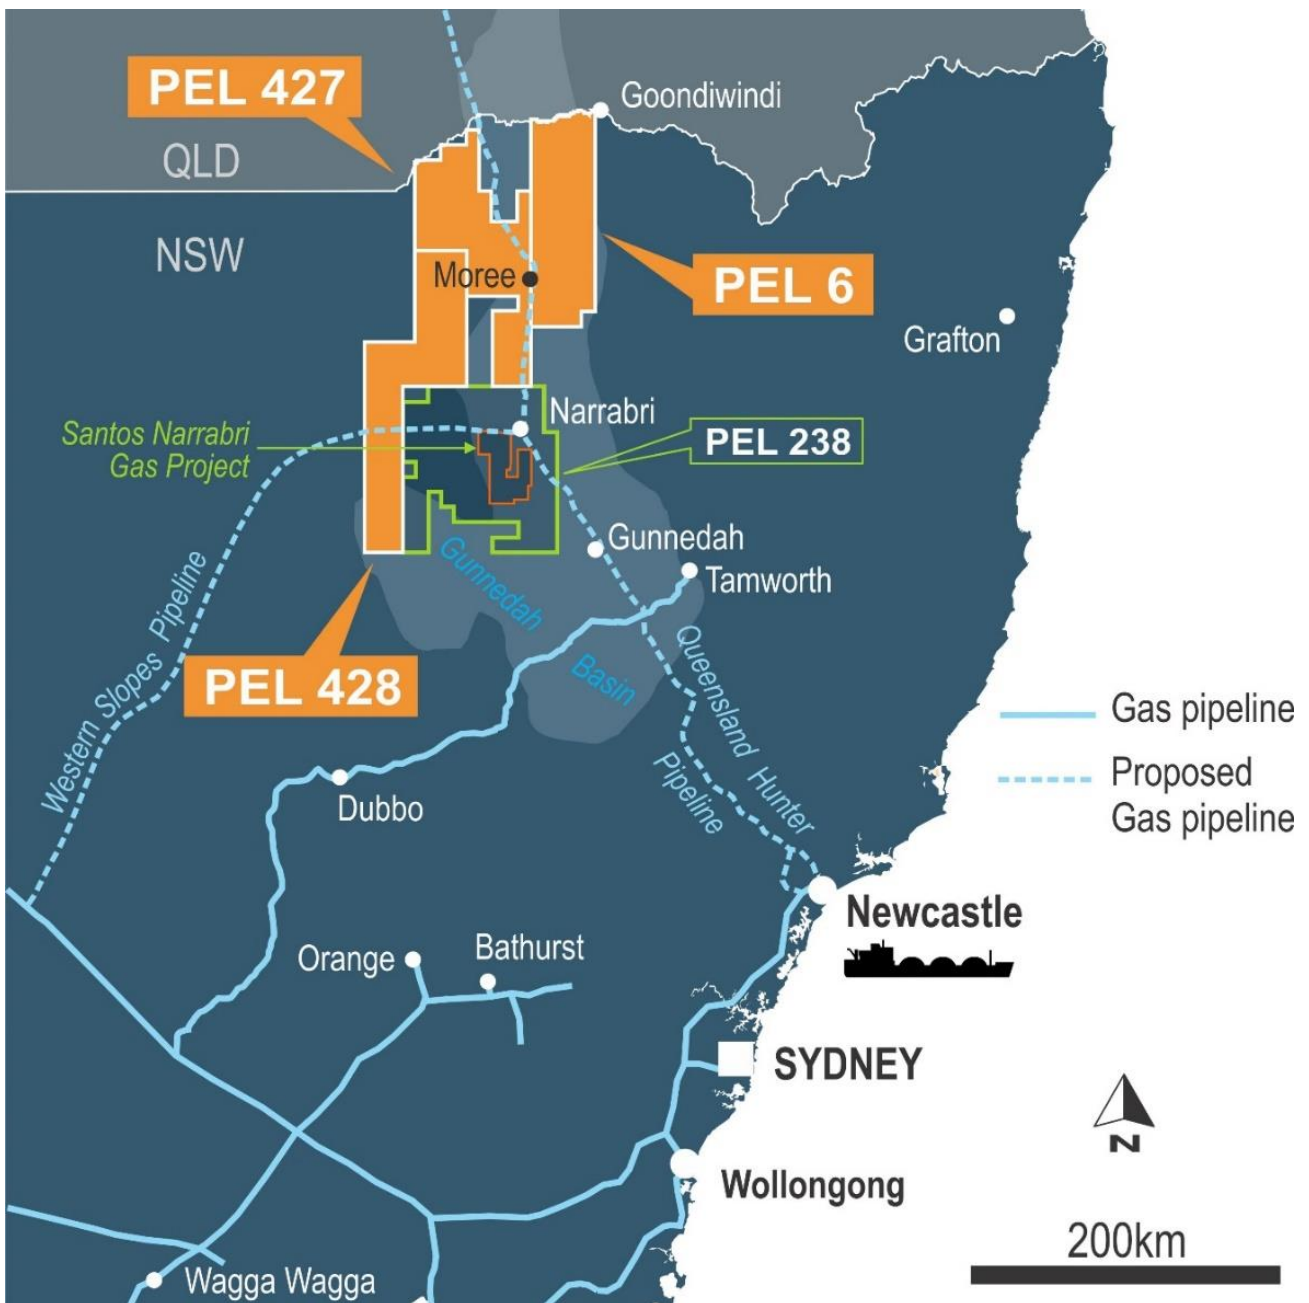 PEL 427
Goondiwindi
QLD
NSW
Moree
PEL 6
Grafton
Narrabri
Santos Narrabri
Gas Project
PEL 238
Gunnedah
Tamworth
Gunnedah
Basin
Western Slopes Pipeline
PEL 428
Queensland Hunter
Pipeline
Gas pipeline
Proposed
Gas pipeline
Dubbo
Newcastle
Orange
Bathurst
SYDNEY
N
Wollongong
200km
Wagga Wagga